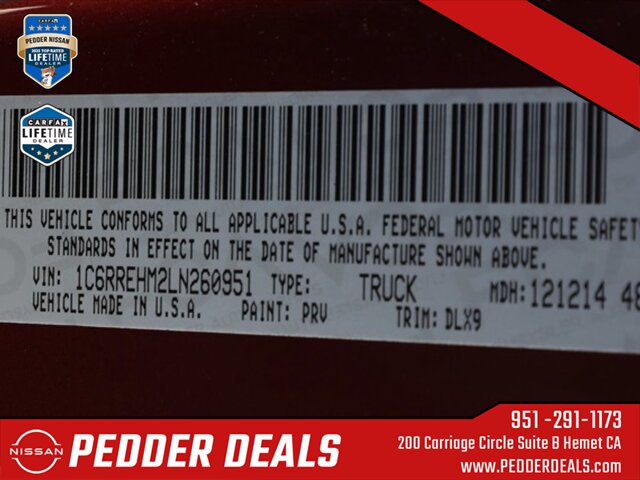 CARFAX
PEDDER NISSAN
2023 TOP-RATED
LIFETIME
DEALER
CARFAX
LIFETIME
DEALER
THIS VEHICLE CONFORMS TO ALL APPLICABLE U.S.A. FEDERAL MOTOR VEHICLE SAFETY
STANDARDS IN EFFECT ON THE DATE OF MANUFACTURE SHOWN ABOVE.
VIN: 1C6RREHM2LN260951 TYPE: TRUCK MDH:121214 48
VEHICLE MADE IN U.S.A. PAINT: PRV TRIM: DLX9
NISSAN
PEDDER DEALS
951 -291-1173
200 Carriage Circle Suite B Hemet CA
www.PEDDERDEALS.com